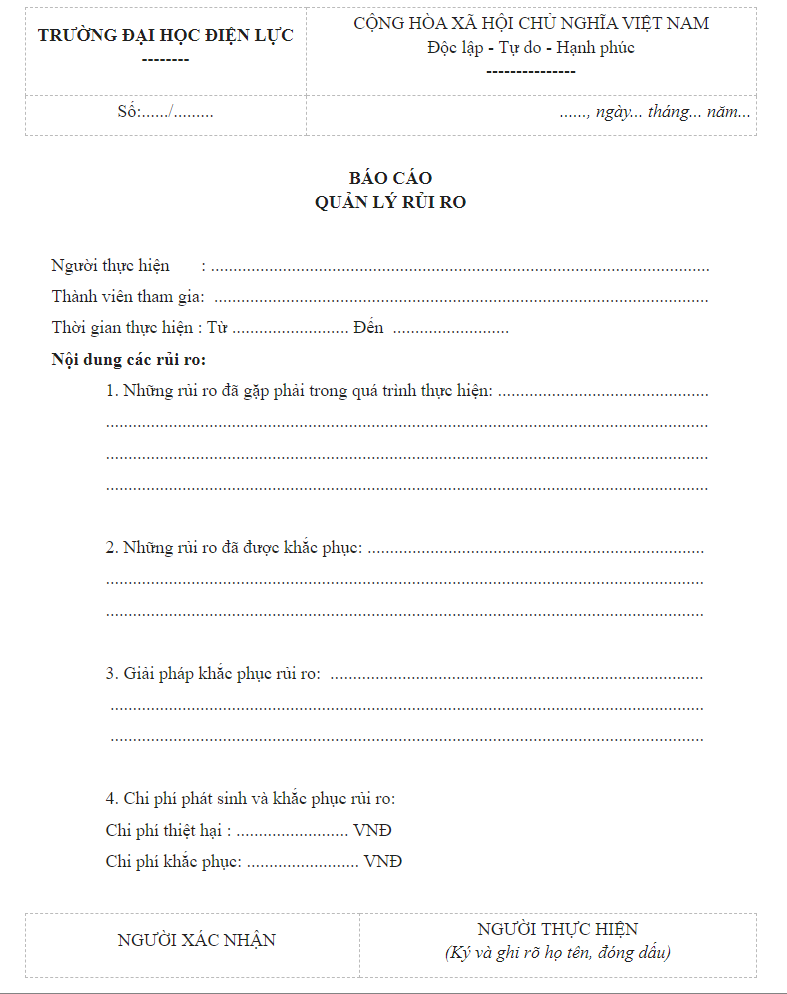 TRƯỜNG ĐẠI HỌC ĐIỆN LỰC
--------
CỘNG HÒA XÃ HỘI CHỦ NGHĨA VIỆT NAM
Độc lập - Tự do - Hạnh phúc
---------------
Số:....../.........
......, ngày... tháng... năm...
BÁO CÁO
QUẢN LÝ RỦI RO
Người thực hiện : ...............................................................................................................
Thành viên tham gia: ..............................................................................................................
Thời gian thực hiện : Từ .......................... Đến ..........................
Nội dung các rủi ro:
1. Những rủi ro đã gặp phải trong quá trình thực hiện: ...............................................
......................................................................................................................................
......................................................................................................................................
......................................................................................................................................
2. Những rủi ro đã được khắc phục: ...........................................................................
.....................................................................................................................................
.....................................................................................................................................
3. Giải pháp khắc phục rủi ro: ...................................................................................
....................................................................................................................................
....................................................................................................................................
4. Chi phí phát sinh và khắc phục rủi ro:
Chi phí thiệt hại : ......................... VNĐ
Chi phí khắc phục: ......................... VNĐ
NGƯỜI XÁC NHẬN
NGƯỜI THỰC HIỆN
(Ký và ghi rõ họ tên, đóng dấu)